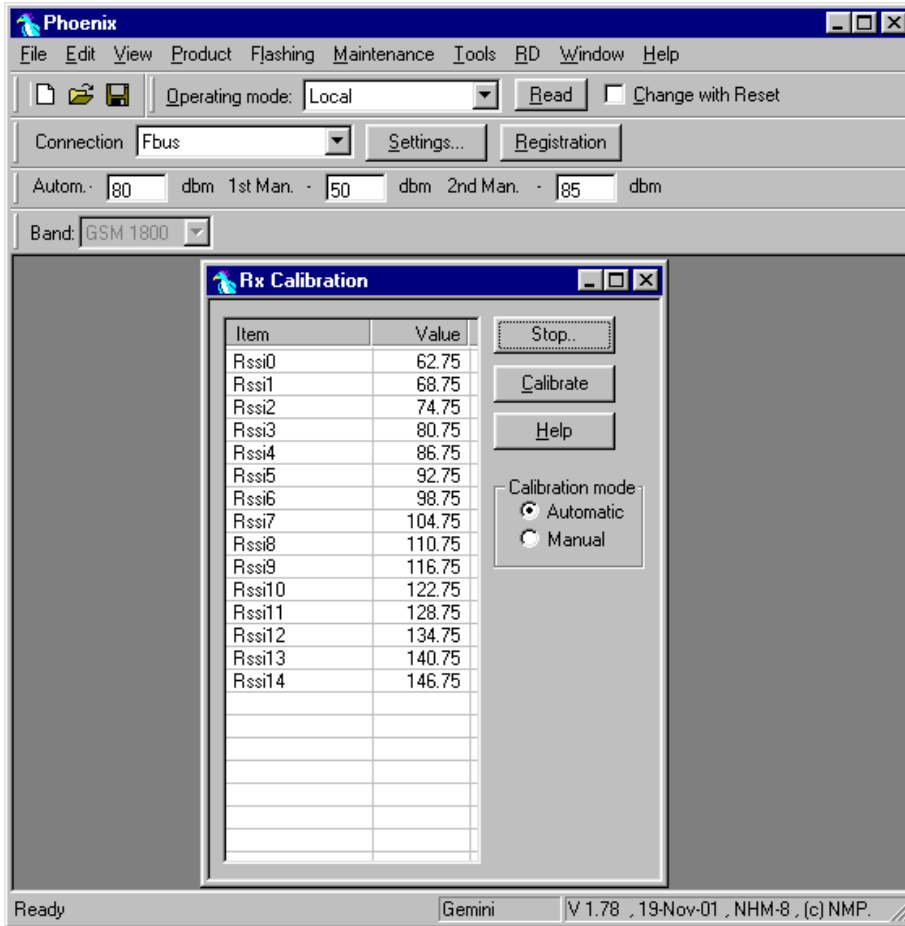 Phoenix
File Edit View Product Flashing Maintenance Tools RD Window Help
Operating mode: Local Read Change with Reset
Connection Fbus Settings... Registration
Autom.- 80 dbm 1st Man. - 50 dbm 2nd Man. - 85 dbm
Band: GSM 1800
Rx Calibration
Item Value Stop..
Rssi0 62.75
Rssi1 68.75 Calibrate
Rssi2 74.75
Rssi3 80.75 Help
Rssi4 86.75
Rssi5 92.75 Calibration mode
Rssi6 98.75 Automatic
Rssi7 104.75 Manual
Rssi8 110.75
Rssi9 116.75
Rssi10 122.75
Rssi11 128.75
Rssi12 134.75
Rssi13 140.75
Rssi14 146.75
Ready Gemini V 1.78 , 19-Nov-01 , NHM-8 , (c) NMP.